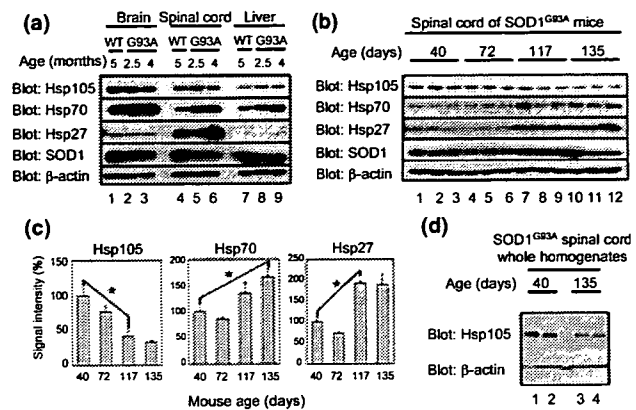 (a)
Brain Spinal cord Liver
WT G93A WT G93A WT G93A
Age (months) 5 2.5 4 5 2.5 4 5 2.5 4
Blot: Hsp105
Blot: Hsp70
Blot: Hsp27
Blot: SOD1
Blot: β-actin
1 2 3 4 5 6 7 8 9
(b)
Spinal cord of SOD1G93A mice
Age (days) 40 72 117 135
Blot: Hsp105
Blot: Hsp70
Blot: Hsp27
Blot: SOD1
Blot: β-actin
1 2 3 4 5 6 7 8 9 10 11 12
(c)
Hsp105 Hsp70 Hsp27
Signal intensity (%)
150
100
50
0
40 72 117 135
200
150
100
50
0
40 72 117 135
250
200
150
100
50
0
40 72 117 135
* * *
Mouse age (days)
(d)
SOD1G93A spinal cord
whole homogenates
Age (days) 40 135
Blot: Hsp105
Blot: β-actin
1 2 3 4